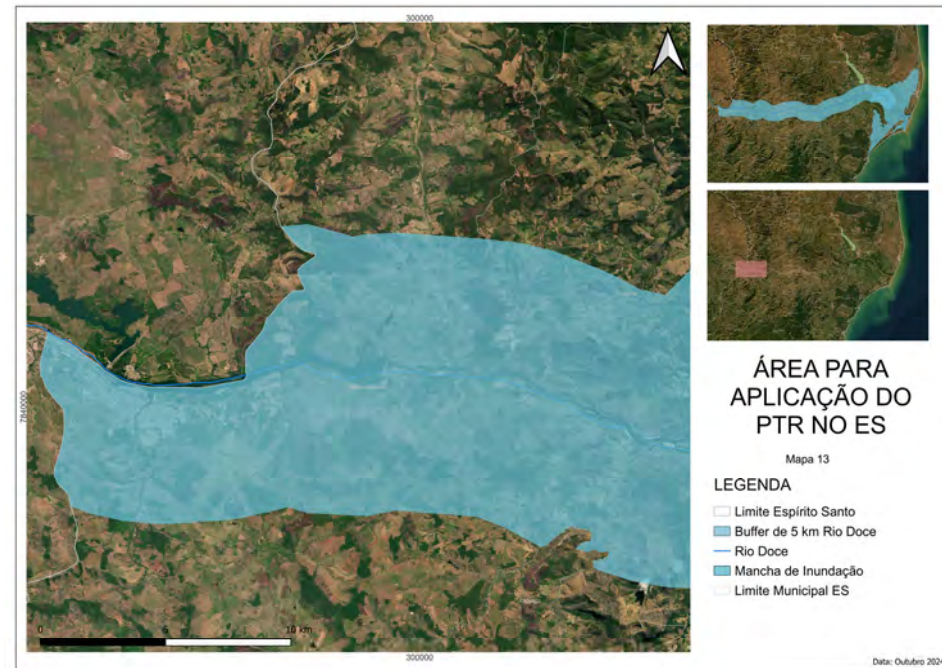 300000
7840000
0
5
10 km
300000
ÁREA PARA
APLICAÇÃO DO
PTR NO ES
Mapa 13
LEGENDA
Limite Espírito Santo
Buffer de 5 km Rio Doce
Rio Doce
Mancha de Inundação
Limite Municipal ES
Data: Outubro 2024